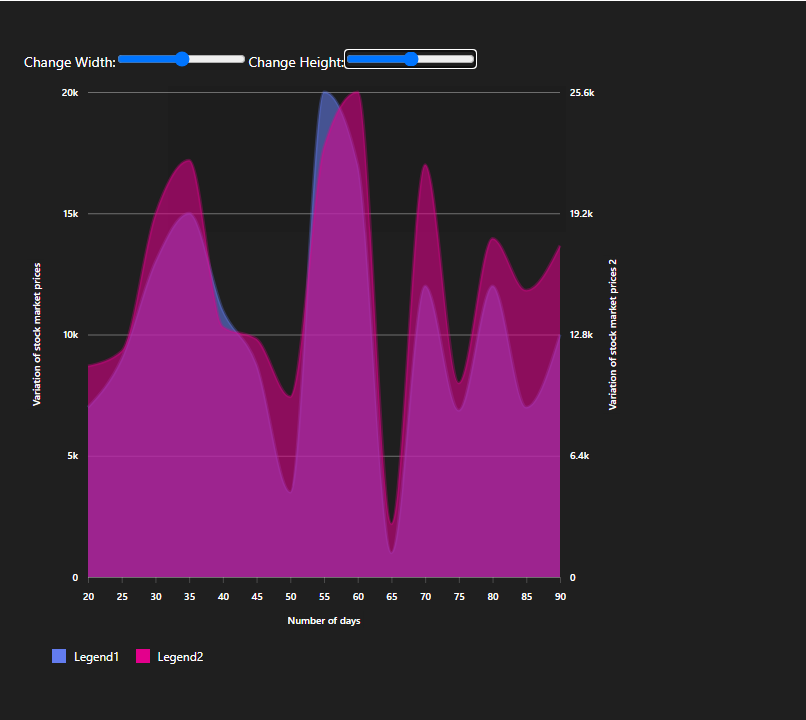 Change Width: Change Height:
20k 25.6k
15k 19.2k
10k 12.8k
5k 6.4k
0 0
Variation of stock market prices
Variation of stock market prices 2
20 25 30 35 40 45 50 55 60 65 70 75 80 85 90
Number of days
Legend1 Legend2